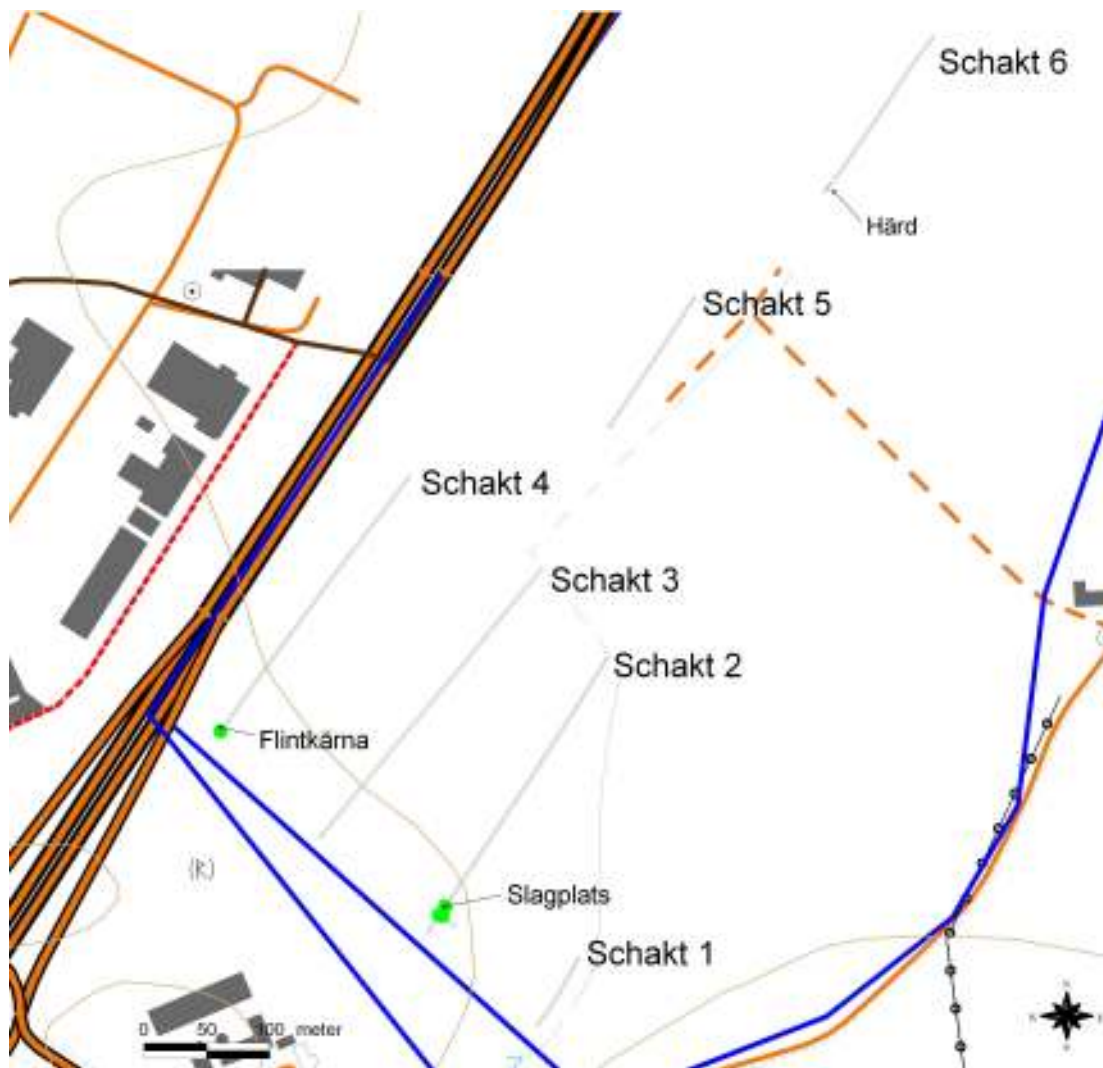 Schakt 6
Härd
Schakt 5
Schakt 4
Schakt 3
Schakt 2
Flintkärna
Slagplats
(R)
Schakt 1
0 50 100 meter